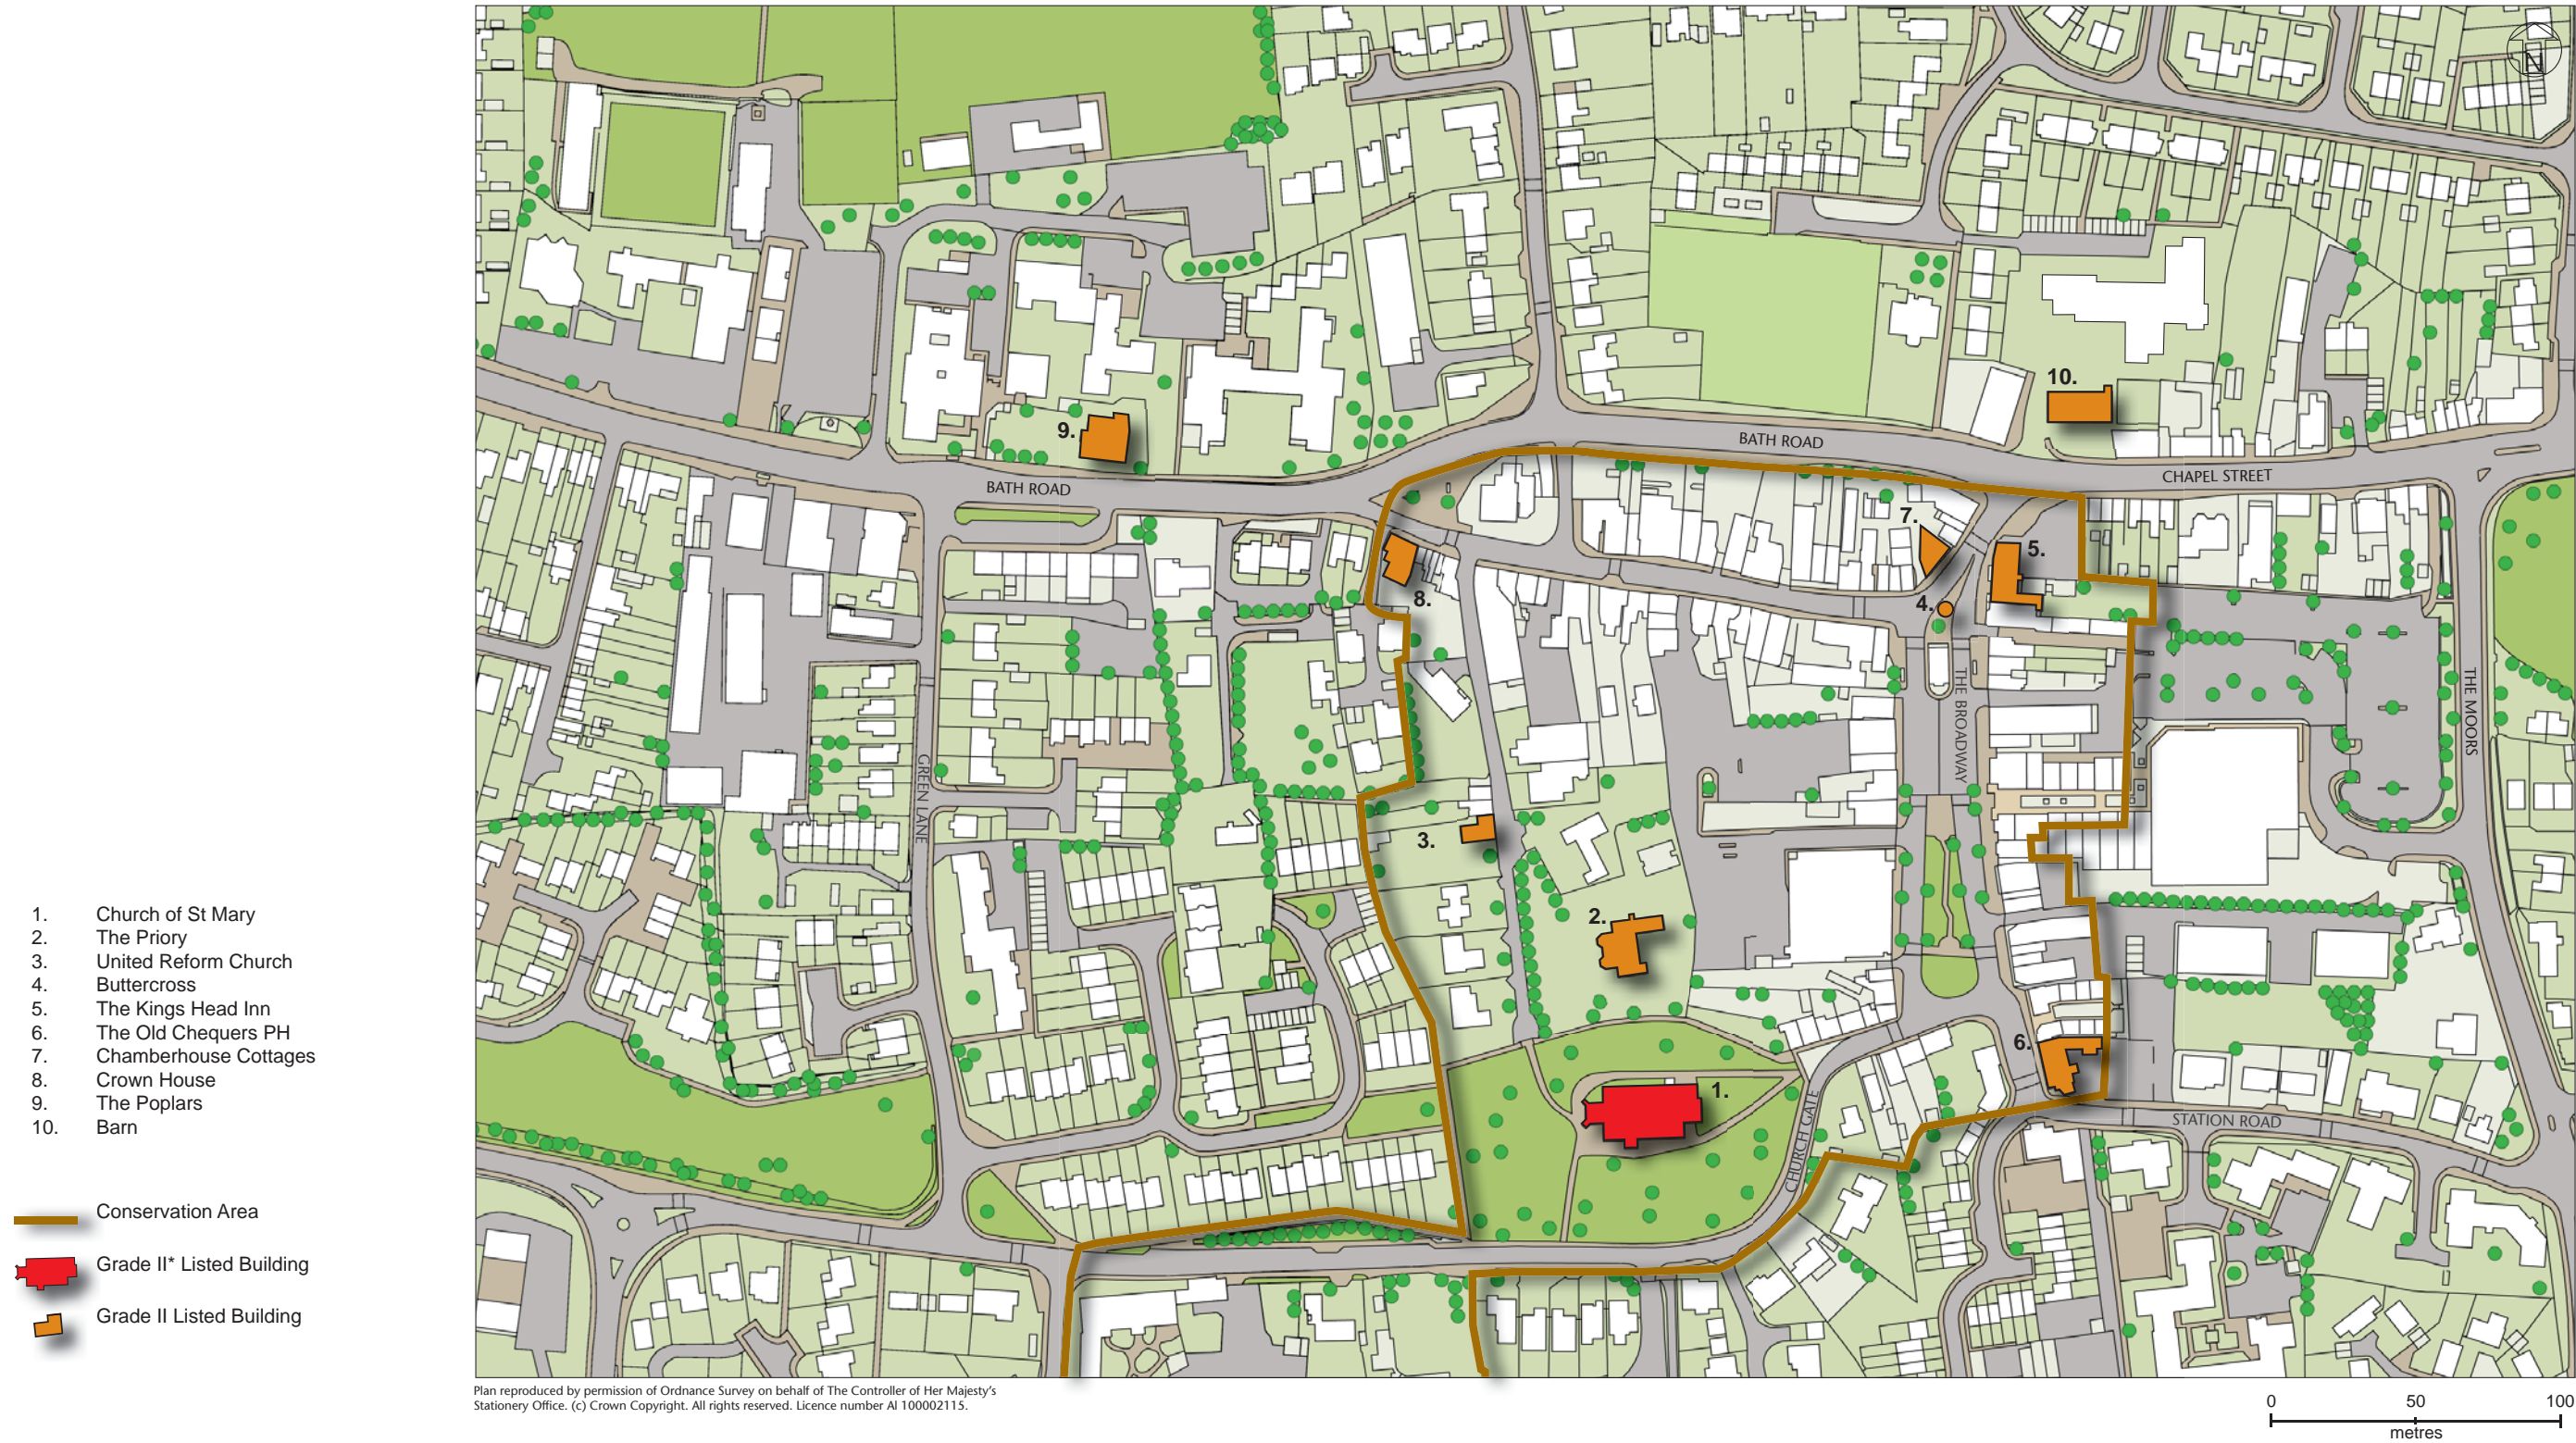 1. Church of St Mary
2. The Priory
3. United Reform Church
4. Buttercross
5. The Kings Head Inn
6. The Old Chequers PH
7. Chamberhouse Cottages
8. Crown House
9. The Poplars
10. Barn
Conservation Area
Grade II* Listed Building
Grade II Listed Building
N
10.
9.
BATH ROAD
BATH ROAD
CHAPEL STREET
7.
5.
8.
4.
THE BROADWAY
THE MOORS
GREEN LANE
3.
2.
6.
1.
CHURCH GATE
STATION ROAD
Plan reproduced by permission of Ordnance Survey on behalf of The Controller of Her Majesty's
Stationery Office. (c) Crown Copyright. All rights reserved. Licence number Al 100002115.
0 50 100
metres